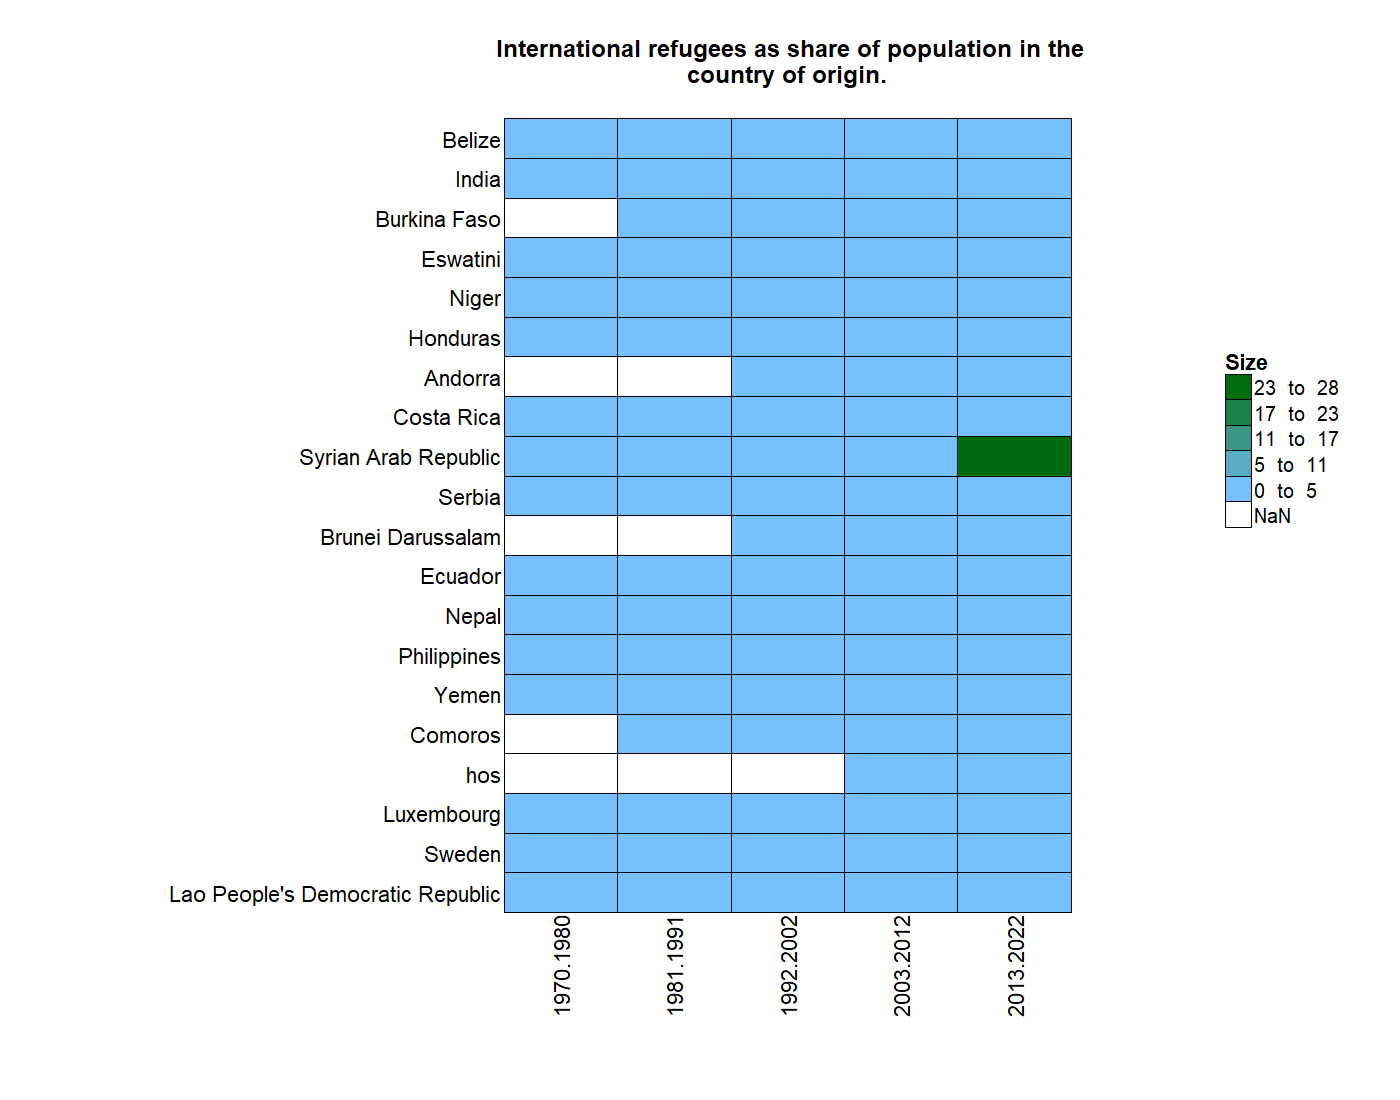 International refugees as share of population in the
country of origin.
Belize
India
Burkina Faso
Eswatini
Niger
Honduras
Andorra
Costa Rica
Syrian Arab Republic
Serbia
Brunei Darussalam
Ecuador
Nepal
Philippines
Yemen
Comoros
hos
Luxembourg
Sweden
Lao People's Democratic Republic
1970.1980
1981.1991
1992.2002
2003.2012
2013.2022
Size
23 to 28
17 to 23
11 to 17
5 to 11
0 to 5
NaN